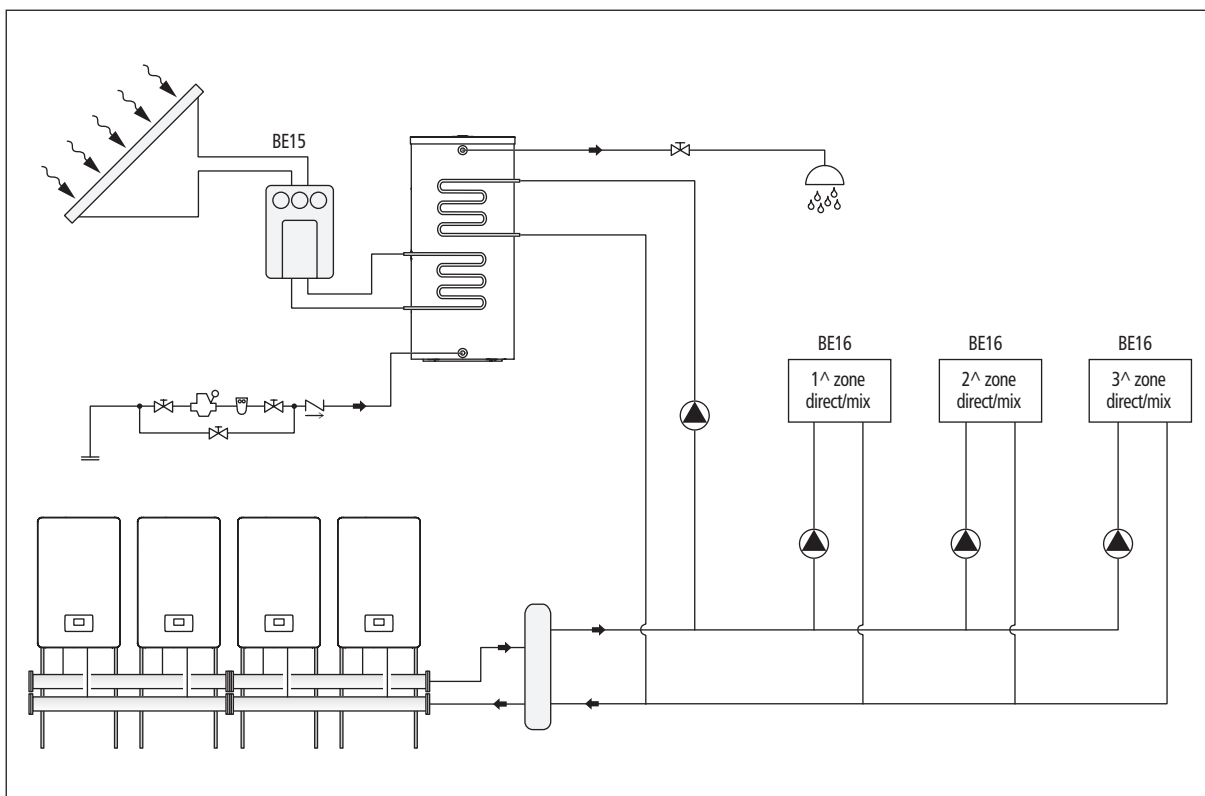 BE15
BE16
BE16
BE16
1^ zone
direct/mix
2^ zone
direct/mix
3^ zone
direct/mix